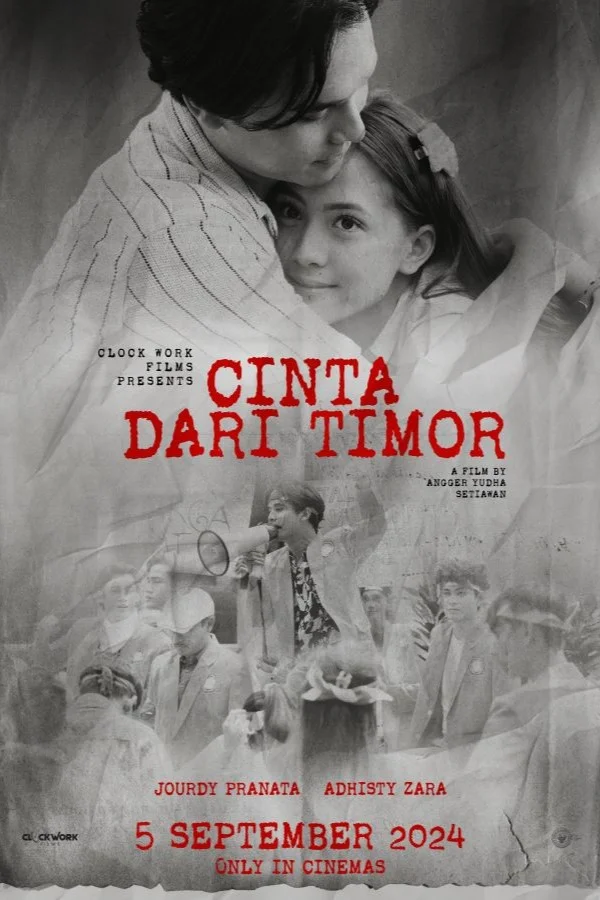 CLOCK WORK
FILMS
PRESENTS
CINTA
DARI TIMOR
A FILM BY
ANGGER YUDHA
SETIAWAN
JOURDY PRANATA ADHISTY ZARA
CLOCKWORK
FILMS
5 SEPTEMBER 2024
ONLY IN CINEMAS